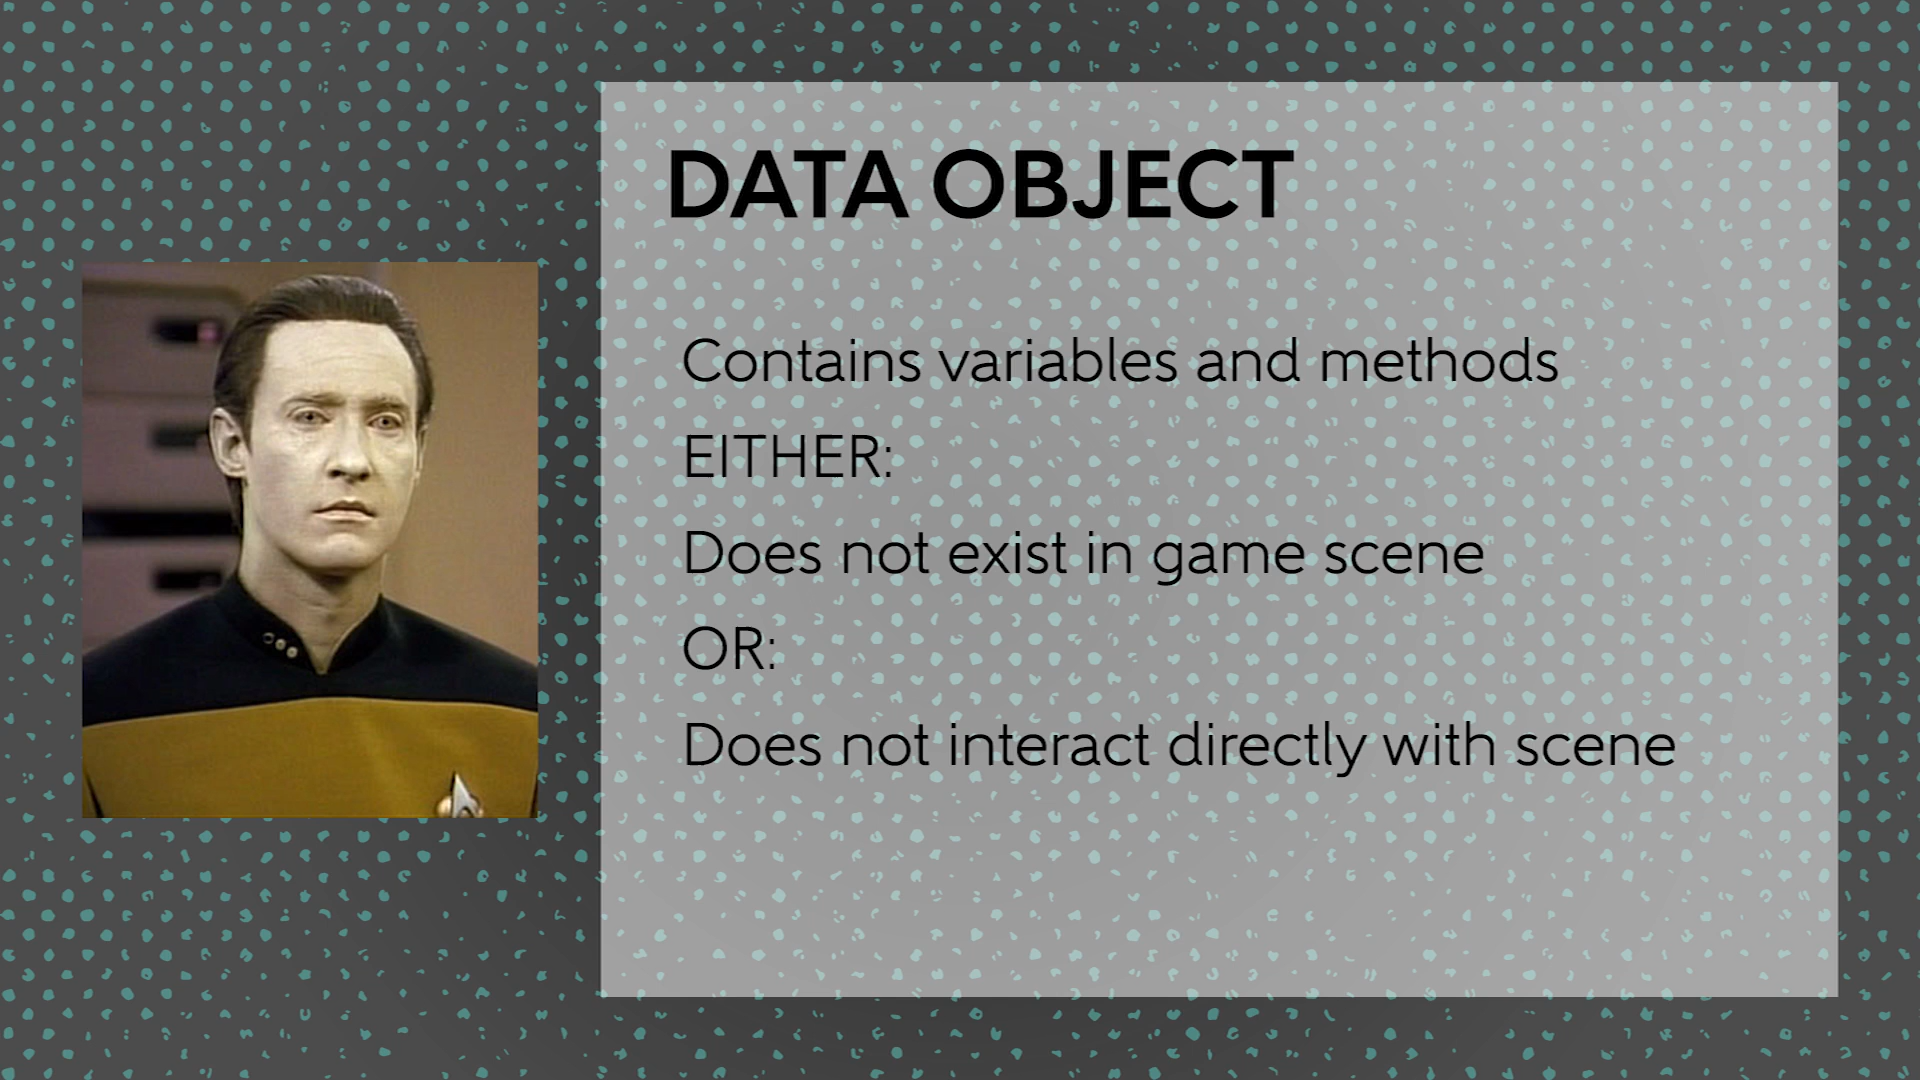 DATA OBJECT
Contains variables and methods
EITHER:
Does not exist in game scene
OR:
Does not interact directly with scene